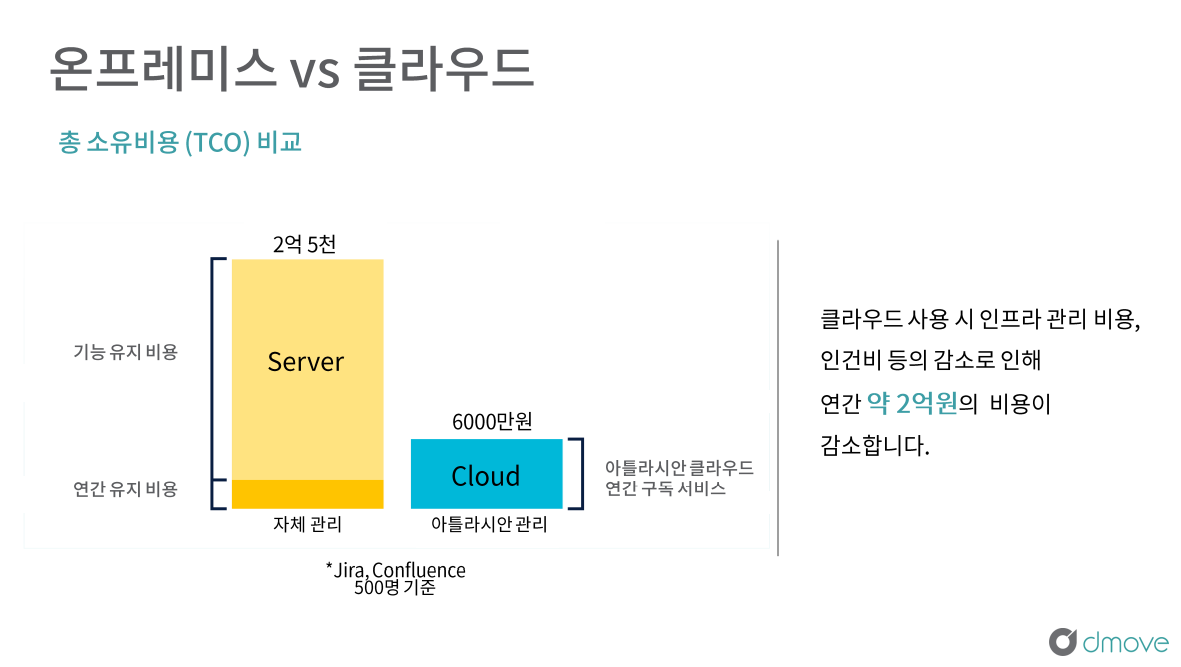 온프레미스 vs 클라우드
총 소유비용 (TCO) 비교
2억 5천
기능 유지 비용
Server
연간 유지 비용
자체 관리
6000만원
Cloud
아틀라시안 클라우드
연간 구독 서비스
아틀라시안 관리
*Jira, Confluence
500명 기준
클라우드 사용 시 인프라 관리 비용,
인건비 등의 감소로 인해
연간 약 2억원의 비용이
감소합니다.
dmove